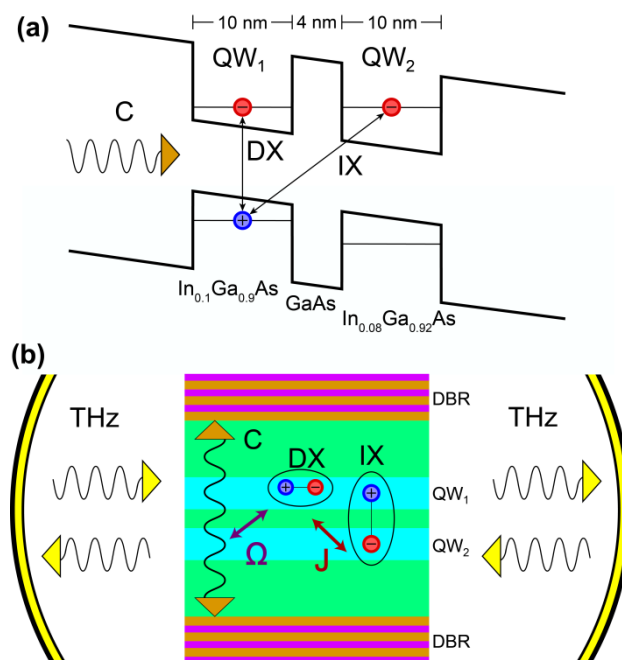 (a)
10 nm 4 nm 10 nm
QW₁ QW₂
C
− −
DX IX
+
In₀.₁Ga₀.₉As GaAs In₀.₀₈Ga₀.₉₂As
(b)
DBR
THz C THz
DX IX
+ − +
QW₁
−
QW₂
Ω J
DBR